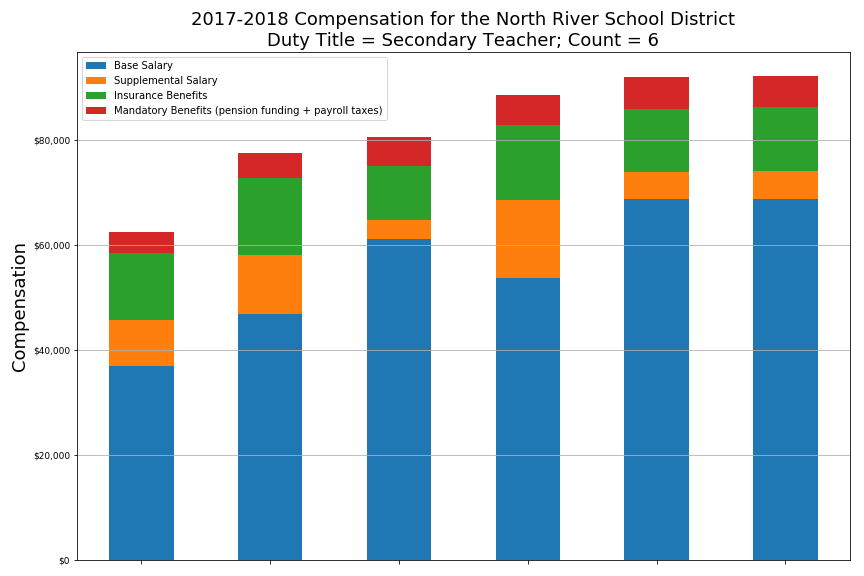 2017-2018 Compensation for the North River School District
Duty Title = Secondary Teacher; Count = 6
Base Salary
Supplemental Salary
Insurance Benefits
Mandatory Benefits (pension funding + payroll taxes)
$80,000
$60,000
$40,000
$20,000
$0
Compensation